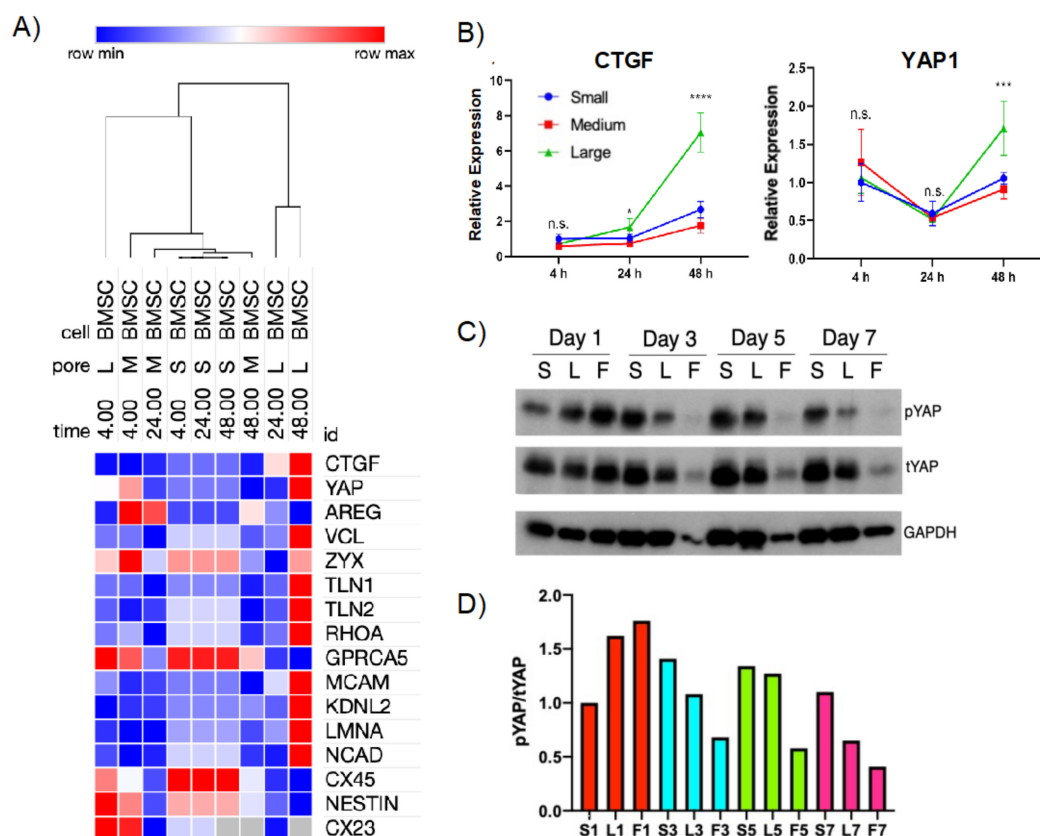 A)
row min
row max
cell BMSC BMSC BMSC BMSC BMSC BMSC BMSC BMSC BMSC
pore L M M S S S M L L
time 4.00 4.00 24.00 4.00 24.00 48.00 48.00 24.00 48.00 id
CTGF
YAP
AREG
VCL
ZYX
TLN1
TLN2
RHOA
GPRCA5
MCAM
KDNL2
LMNA
NCAD
CX45
NESTIN
CX23
B)
CTGF
Relative Expression
10
8
6
4
2
0
Small
Medium
Large
n.s.
*
****
4 h 24 h 48 h
YAP1
Relative Expression
2.5
2.0
1.5
1.0
0.5
0.0
n.s.
n.s.
***
4 h 24 h 48 h
C)
Day 1 Day 3 Day 5 Day 7
S L F S L F S L F S L F
pYAP
tYAP
GAPDH
D)
pYAP/tYAP
2.0
1.5
1.0
0.5
0.0
S1 L1 F1 S3 L3 F3 S5 L5 F5 S7 L7 F7